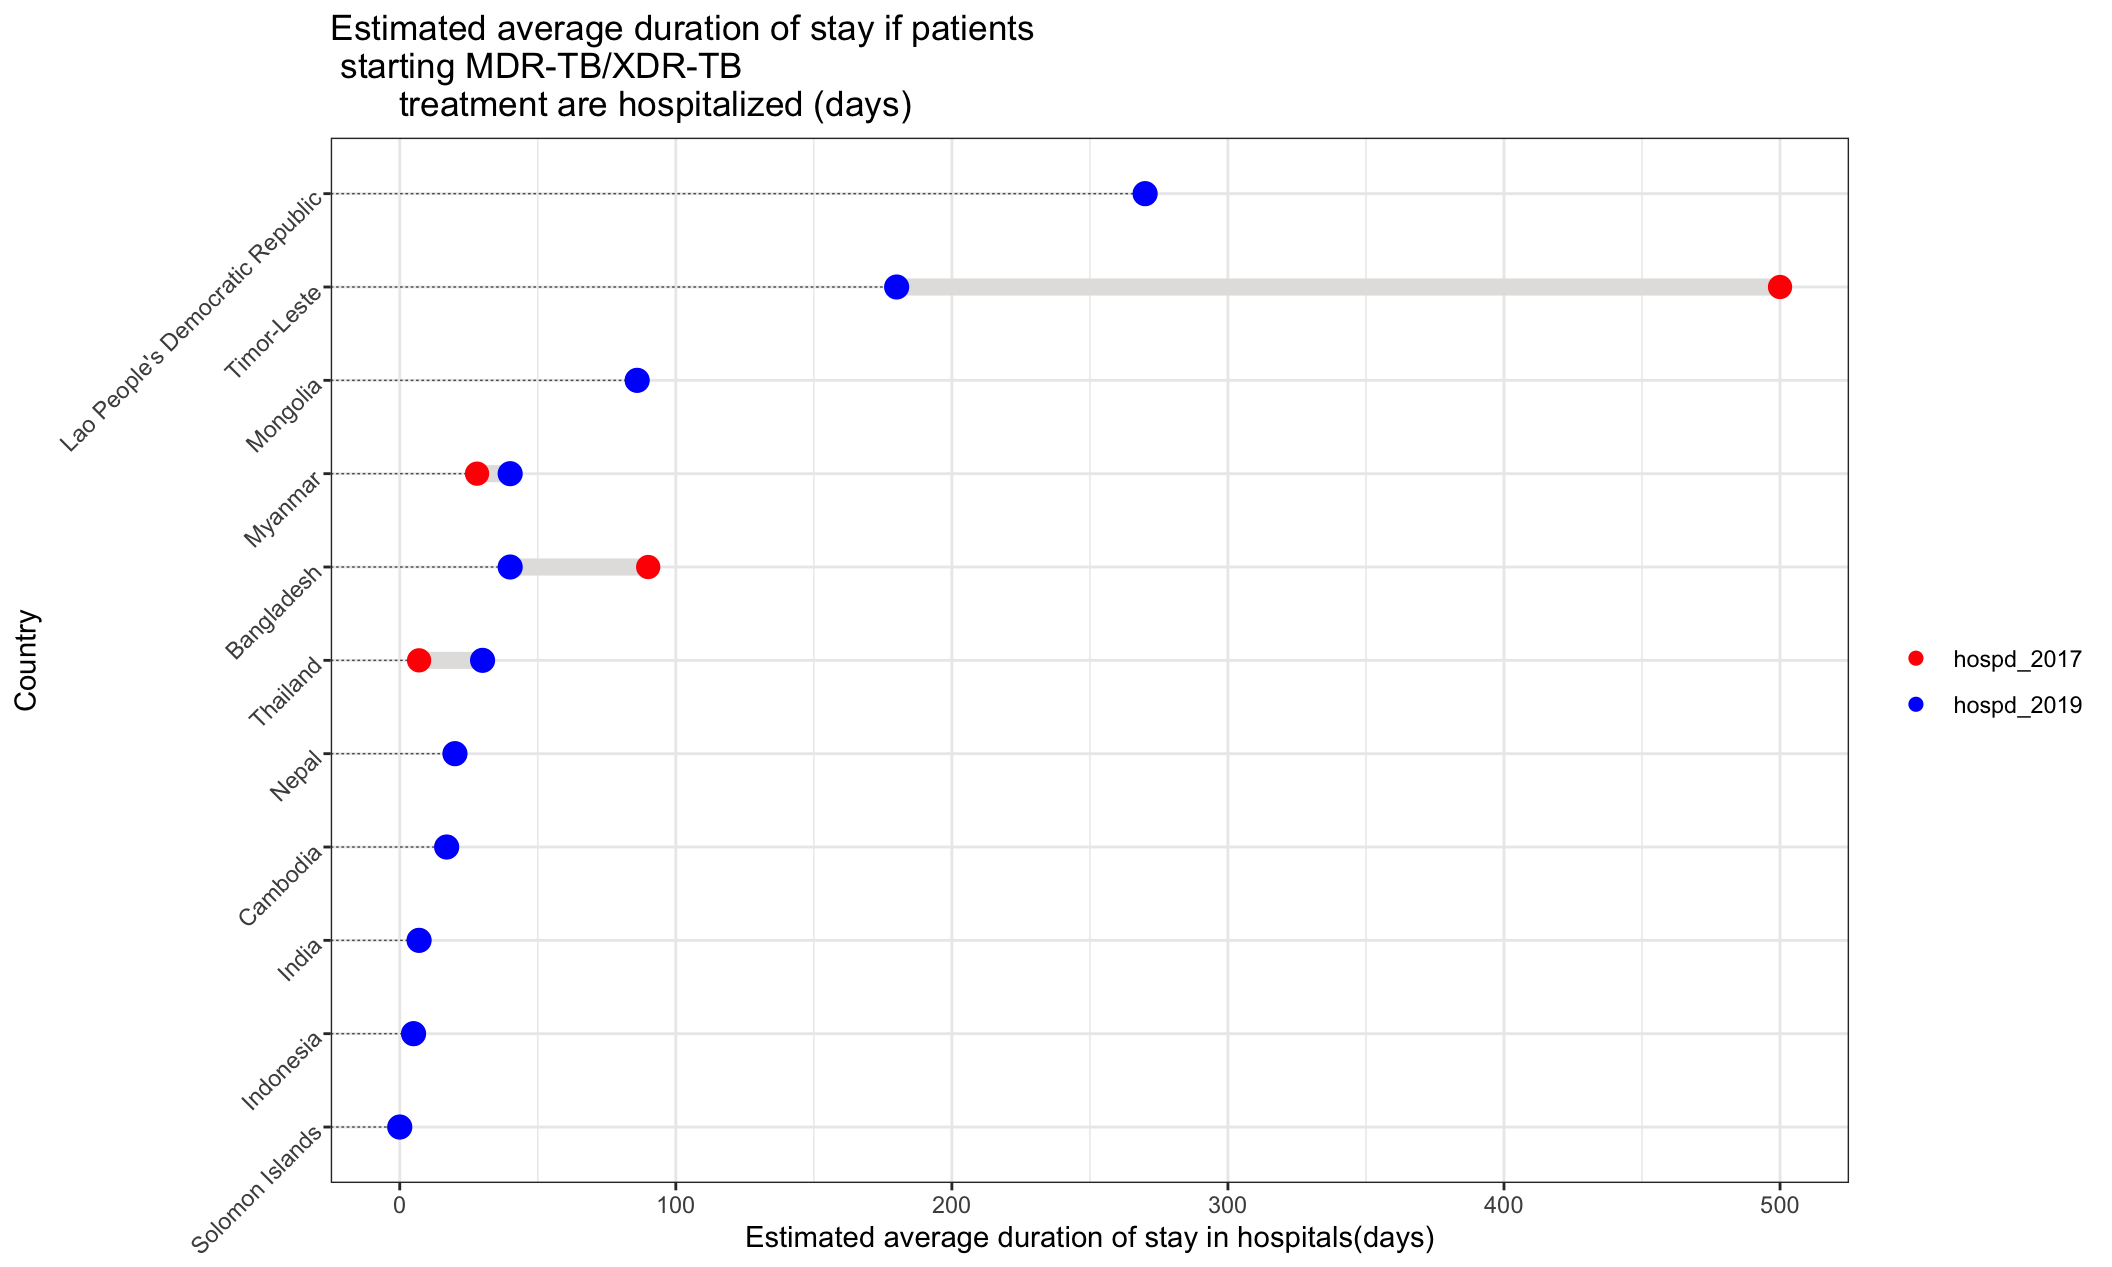 Estimated average duration of stay if patients
starting MDR-TB/XDR-TB
treatment are hospitalized (days)
Lao People's Democratic Republic
Timor-Leste
Mongolia
Myanmar
Bangladesh
Thailand
Nepal
Cambodia
India
Indonesia
Solomon Islands
Country
0 100 200 300 400 500
Estimated average duration of stay in hospitals(days)
hospd_2017
hospd_2019